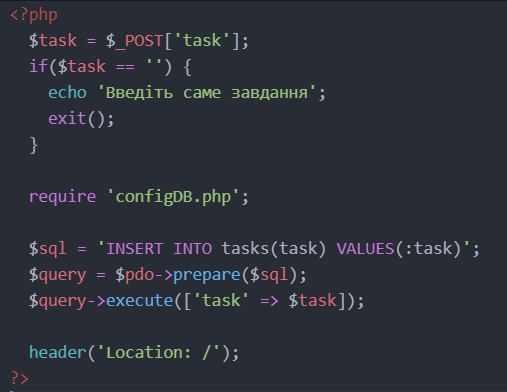 <?php
$task = $_POST['task'];
if($task == '') {
echo 'Введіть саме завдання';
exit();
}
require 'configDB.php';
$sql = 'INSERT INTO tasks(task) VALUES(:task)';
$query = $pdo->prepare($sql);
$query->execute(['task' => $task]);
header('Location: /');
?>